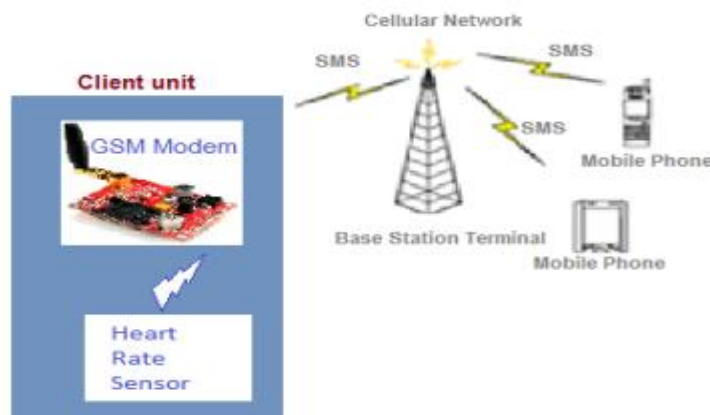 Cellular Network
SMS
SMS
Client unit
GSM Modem
SMS
Mobile Phone
Base Station Terminal
Mobile Phone
Heart
Rate
Sensor